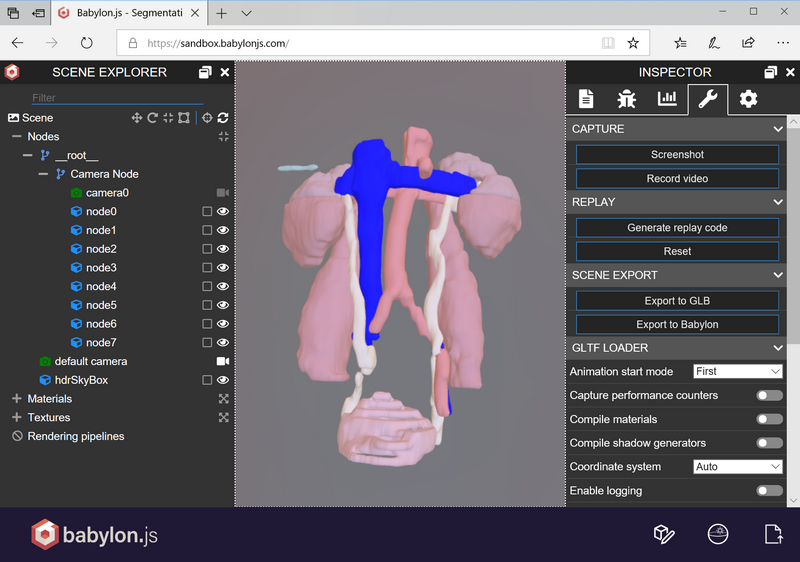 Babylon.js - Segmentati
https://sandbox.babylonjs.com/
SCENE EXPLORER
Filter
Scene
Nodes
__root__
Camera Node
camera0
node0
node1
node2
node3
node4
node5
node6
node7
default camera
hdrSkyBox
Materials
Textures
Rendering pipelines
INSPECTOR
CAPTURE
Screenshot
Record video
REPLAY
Generate replay code
Reset
SCENE EXPORT
Export to GLB
Export to Babylon
GLTF LOADER
Animation start mode First
Capture performance counters
Compile materials
Compile shadow generators
Coordinate system Auto
Enable logging
babylon.js